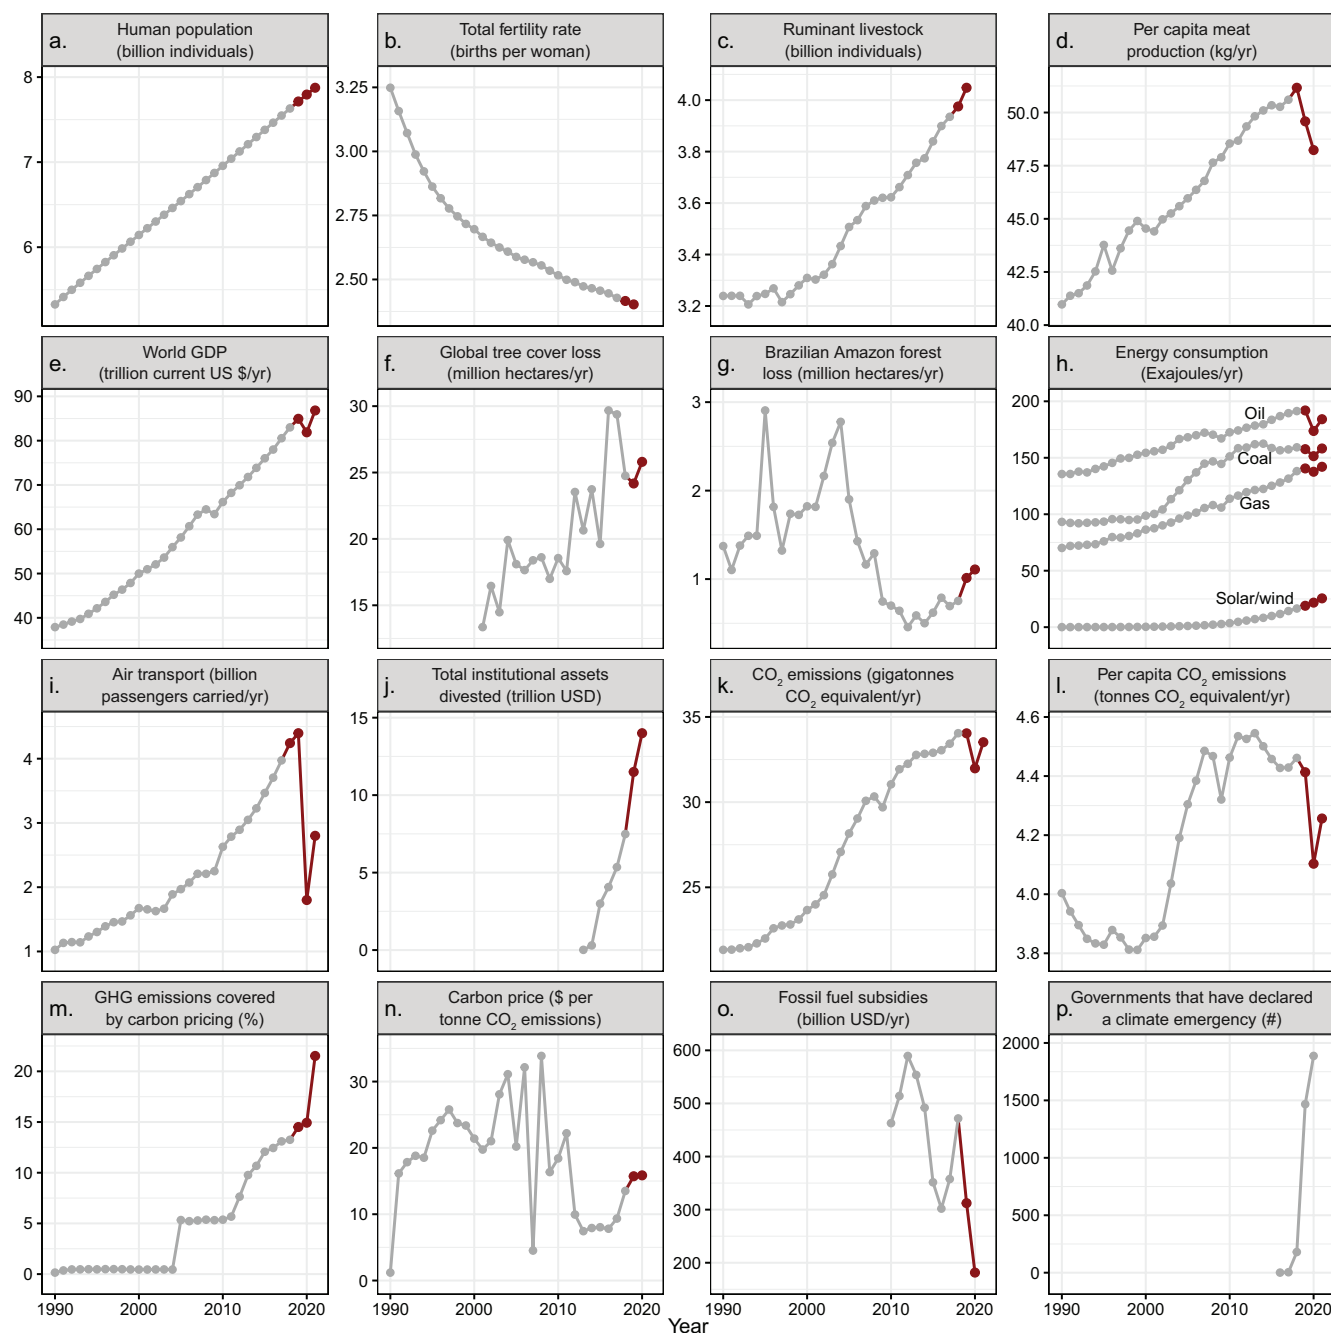 a.
Human population
(billion individuals)
b.
Total fertility rate
(births per woman)
c.
Ruminant livestock
(billion individuals)
d.
Per capita meat
production (kg/yr)
8
7
6
3.25
3.00
2.75
2.50
4.0
3.8
3.6
3.4
3.2
50.0
47.5
45.0
42.5
40.0
e.
World GDP
(trillion current US $/yr)
f.
Global tree cover loss
(million hectares/yr)
g.
Brazilian Amazon forest
loss (million hectares/yr)
h.
Energy consumption
(Exajoules/yr)
90
80
70
60
50
40
30
25
20
15
3
2
1
200
150
100
50
0
Oil
Coal
Gas
Solar/wind
i.
Air transport (billion
passengers carried/yr)
j.
Total institutional assets
divested (trillion USD)
k.
CO2 emissions (gigatonnes
CO2 equivalent/yr)
l.
Per capita CO2 emissions
(tonnes CO2 equivalent/yr)
4
3
2
1
15
10
5
0
35
30
25
4.6
4.4
4.2
4.0
3.8
m.
GHG emissions covered
by carbon pricing (%)
n.
Carbon price ($ per
tonne CO2 emissions)
o.
Fossil fuel subsidies
(billion USD/yr)
p.
Governments that have declared
a climate emergency (#)
20
15
10
5
0
30
20
10
0
600
500
400
300
200
2000
1500
1000
500
0
1990 2000 2010 2020
1990 2000 2010 2020
1990 2000 2010 2020
1990 2000 2010 2020
Year